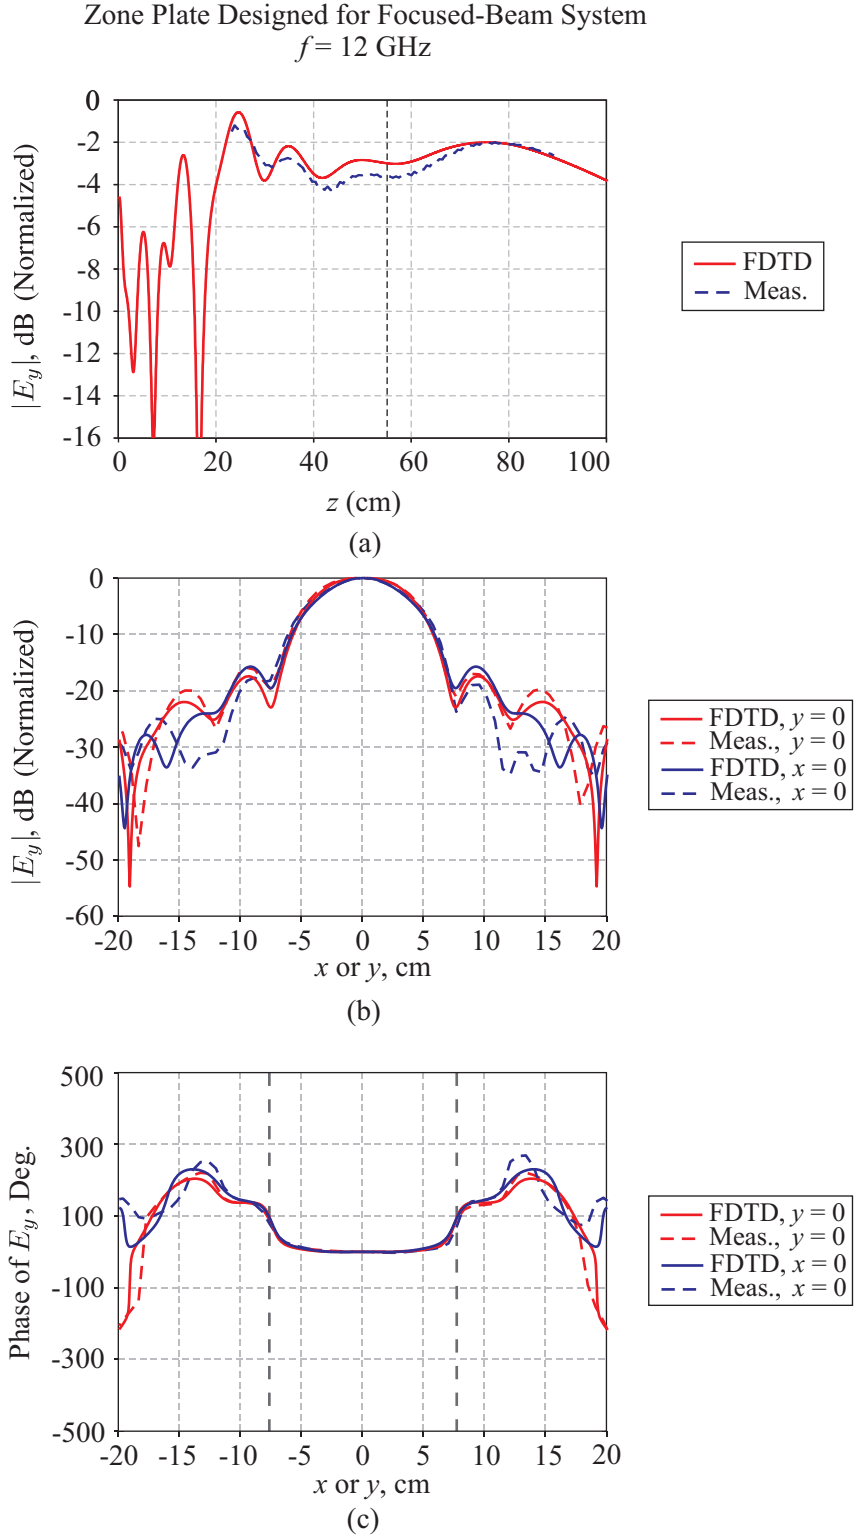 Zone Plate Designed for Focused-Beam System
f = 12 GHz
0
-2
-4
-6
-8
-10
-12
-14
-16
|E_y|, dB (Normalized)
0 20 40 60 80 100
z (cm)
(a)
FDTD
Meas.
0
-10
-20
-30
-40
-50
-60
|E_y|, dB (Normalized)
-20 -15 -10 -5 0 5 10 15 20
x or y, cm
(b)
FDTD, y = 0
Meas., y = 0
FDTD, x = 0
Meas., x = 0
500
300
100
-100
-300
-500
Phase of E_y, Deg.
-20 -15 -10 -5 0 5 10 15 20
x or y, cm
(c)
FDTD, y = 0
Meas., y = 0
FDTD, x = 0
Meas., x = 0